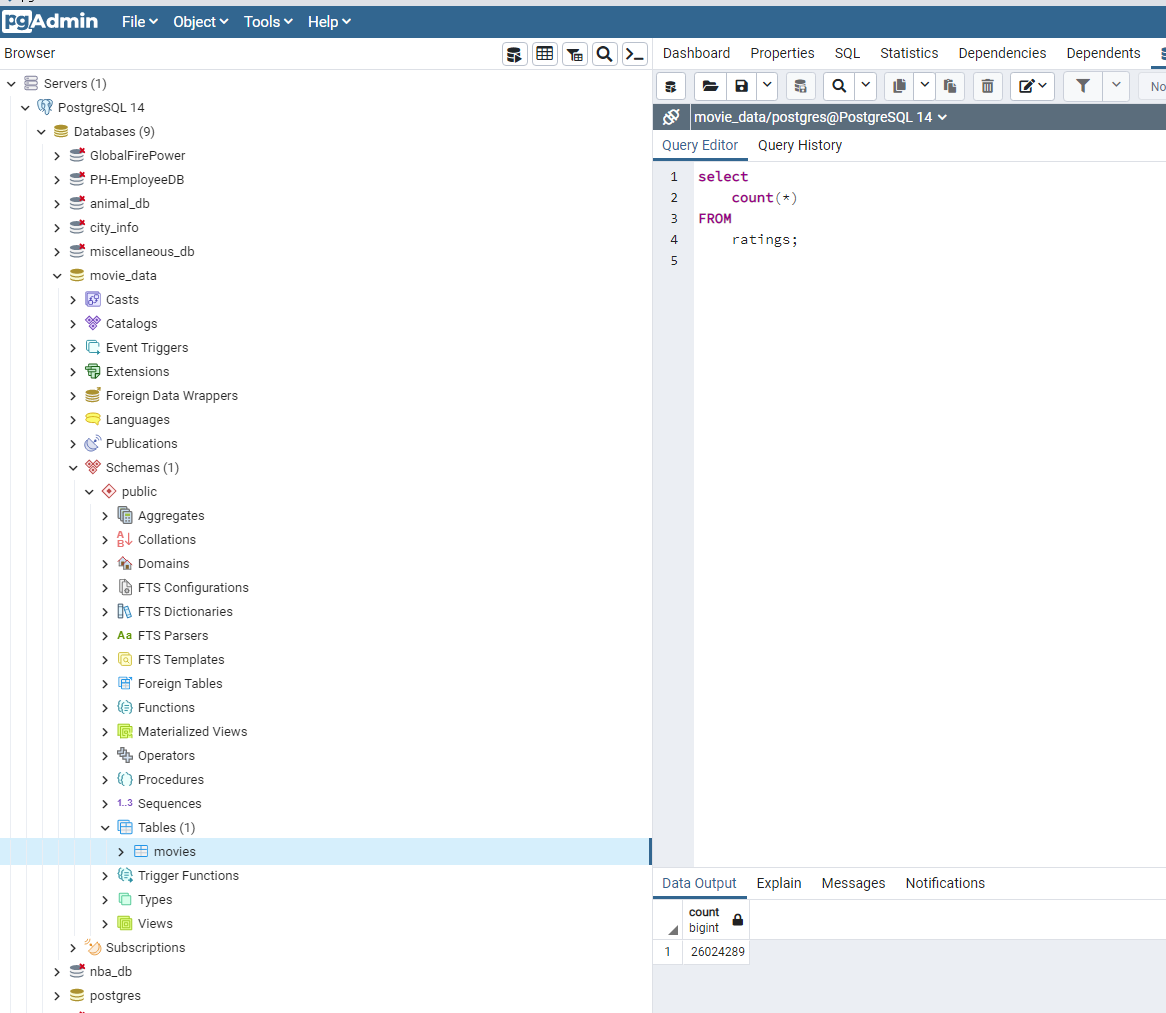 pgAdmin File Object Tools Help
Browser
Dashboard Properties SQL Statistics Dependencies Dependents
Servers (1)
PostgreSQL 14
Databases (9)
GlobalFirePower
PH-EmployeeDB
animal_db
city_info
miscellaneous_db
movie_data
Casts
Catalogs
Event Triggers
Extensions
Foreign Data Wrappers
Languages
Publications
Schemas (1)
public
Aggregates
Collations
Domains
FTS Configurations
FTS Dictionaries
Aa FTS Parsers
FTS Templates
Foreign Tables
Functions
Materialized Views
Operators
Procedures
1..3 Sequences
Tables (1)
movies
Trigger Functions
Types
Views
Subscriptions
nba_db
postgres
No
movie_data/postgres@PostgreSQL 14
Query Editor Query History
1 select
2 count(*)
3 FROM
4 ratings;
5
Data Output Explain Messages Notifications
count
bigint
1 26024289